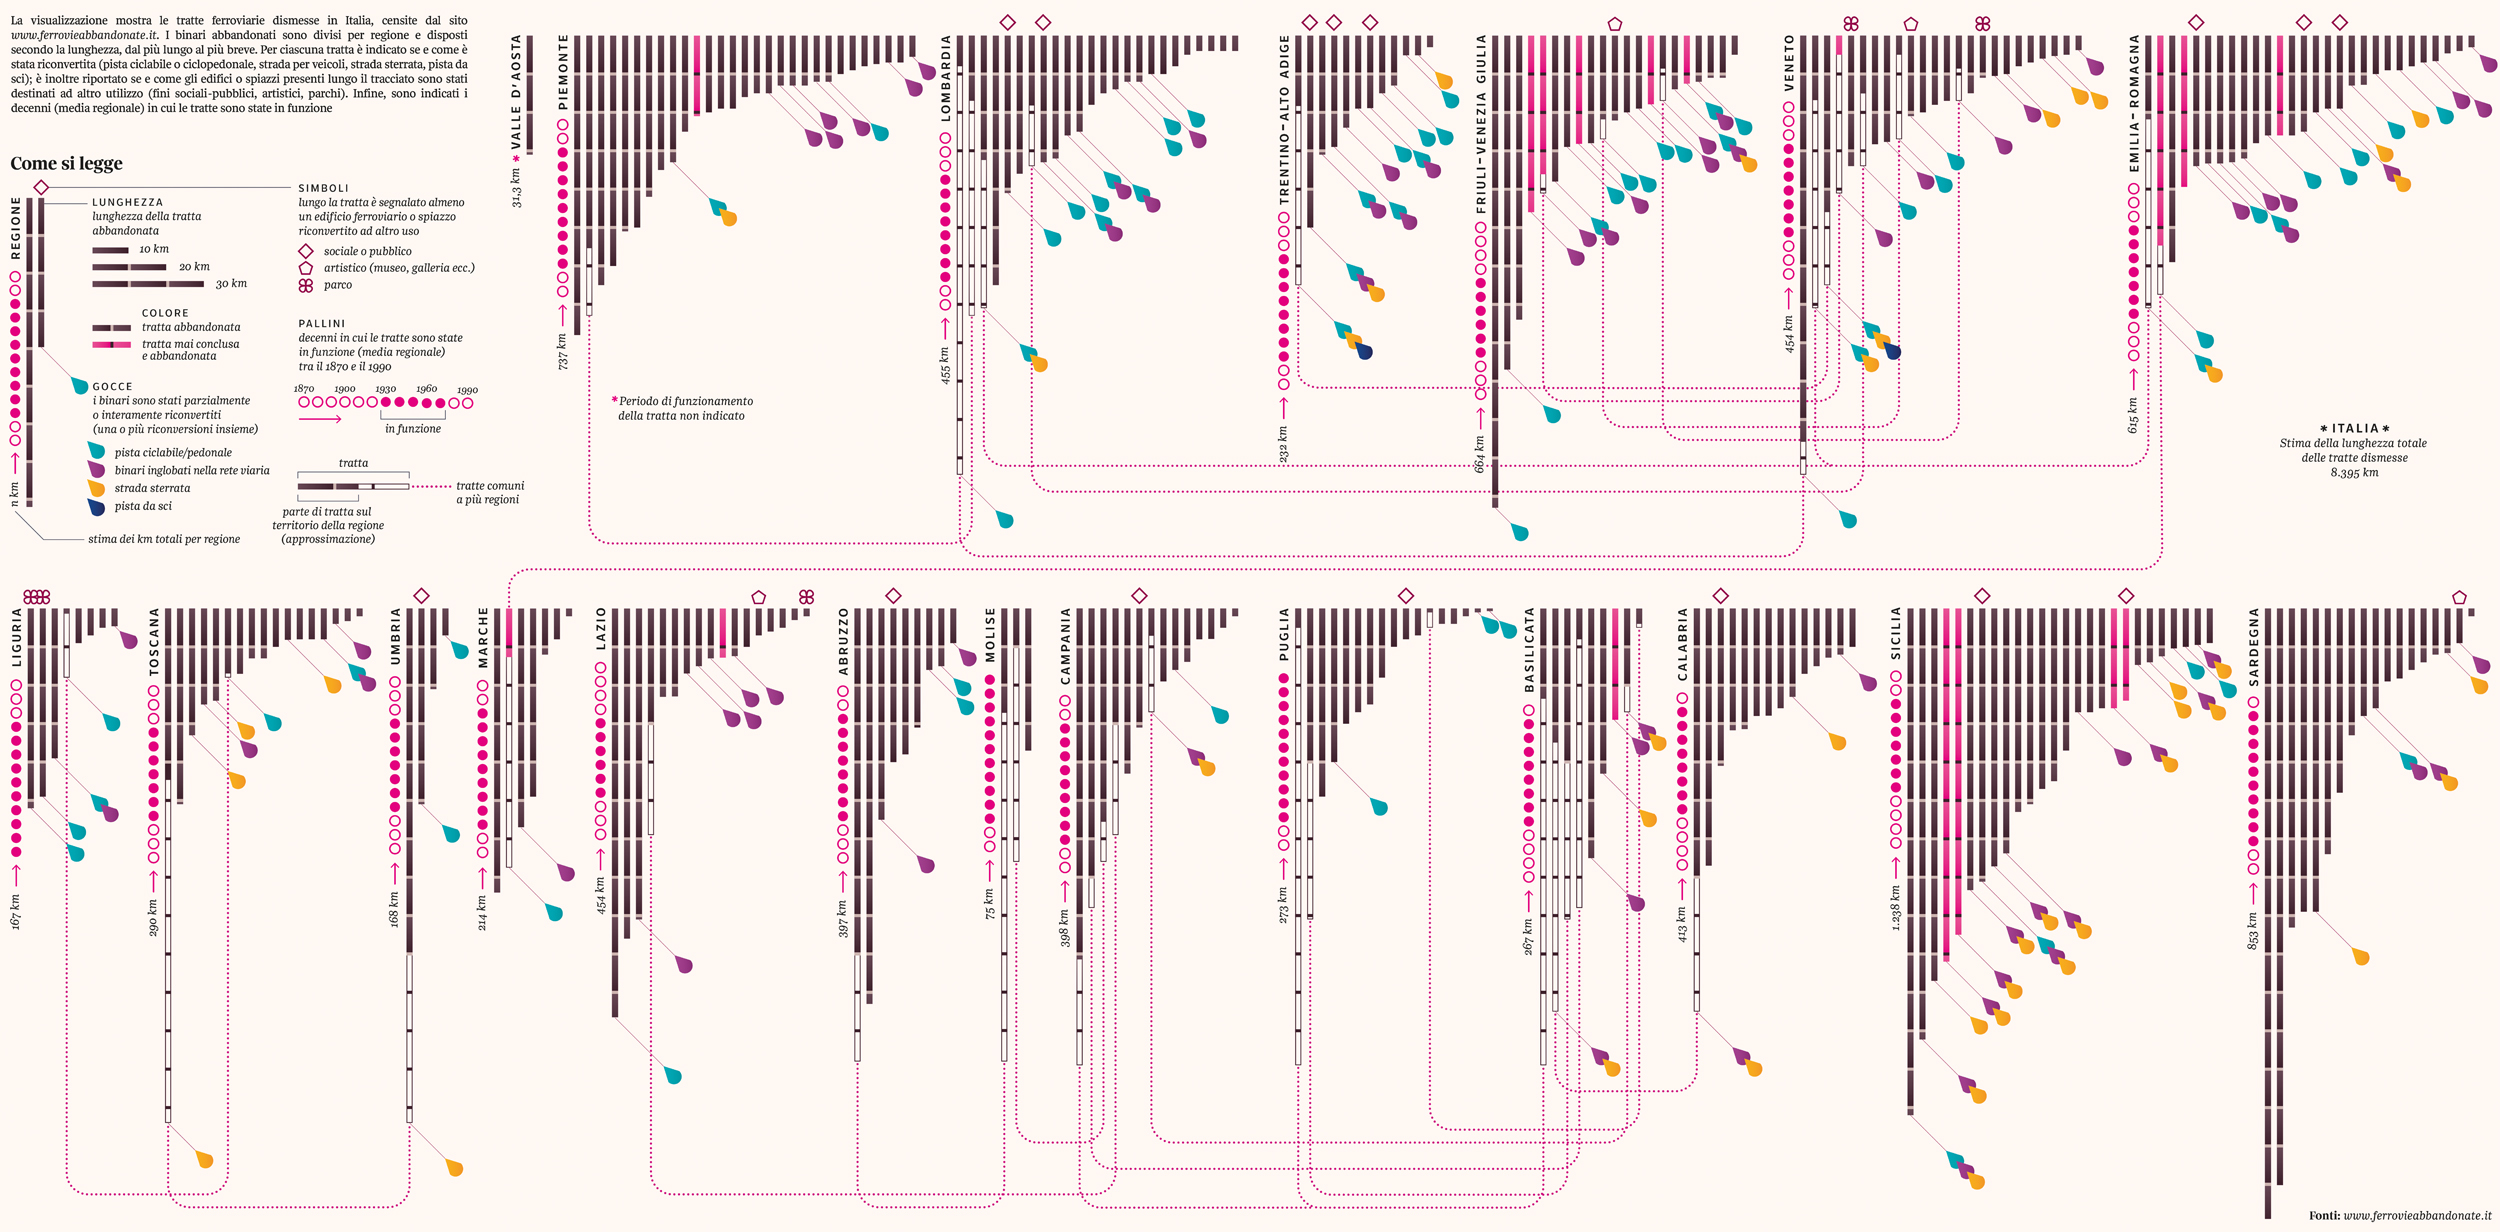 La visualizzazione mostra le tratte ferroviarie dismesse in Italia, censite dal sito
www.ferrovieabbandonate.it. I binari abbandonati sono divisi per regione e disposti
secondo la lunghezza, dal più lungo al più breve. Per ciascuna tratta è indicato se e come è
stata riconvertita (pista ciclabile o ciclopedonale, strada per veicoli, strada sterrata, pista da
sci); è inoltre riportato se e come gli edifici o spiazzi presenti lungo il tracciato sono stati
destinati ad altro utilizzo (fini sociali-pubblici, artistici, parchi). Infine, sono indicati i
decenni (media regionale) in cui le tratte sono state in funzione
Come si legge
REGIONE
n km
LUNGHEZZA
lunghezza della tratta
abbandonata
10 km
20 km
30 km
COLORE
tratta abbandonata
tratta mai conclusa
e abbandonata
GOCCE
i binari sono stati parzialmente
o interamente riconvertiti
(una o più riconversioni insieme)
pista ciclabile/pedonale
binari inglobati nella rete viaria
strada sterrata
pista da sci
stima dei km totali per regione
SIMBOLI
lungo la tratta è segnalato almeno
un edificio ferroviario o spiazzo
riconvertito ad altro uso
sociale o pubblico
artistico (museo, galleria ecc.)
parco
PALLINI
decenni in cui le tratte sono state
in funzione (media regionale)
tra il 1870 e il 1990
1870 1900 1930 1960 1990
in funzione
tratta
tratte comuni
a più regioni
parte di tratta sul
territorio della regione
(approssimazione)
31,3 km * VALLE D'AOSTA
737 km PIEMONTE
*Periodo di funzionamento
della tratta non indicato
455 km LOMBARDIA
232 km TRENTINO-ALTO ADIGE
664 km FRIULI-VENEZIA GIULIA
454 km VENETO
615 km EMILIA-ROMAGNA
* ITALIA *
Stima della lunghezza totale
delle tratte dismesse
8.395 km
167 km LIGURIA
290 km TOSCANA
168 km UMBRIA
214 km MARCHE
454 km LAZIO
397 km ABRUZZO
75 km MOLISE
398 km CAMPANIA
273 km PUGLIA
267 km BASILICATA
413 km CALABRIA
1.238 km SICILIA
853 km SARDEGNA
Fonti: www.ferrovieabbandonate.it